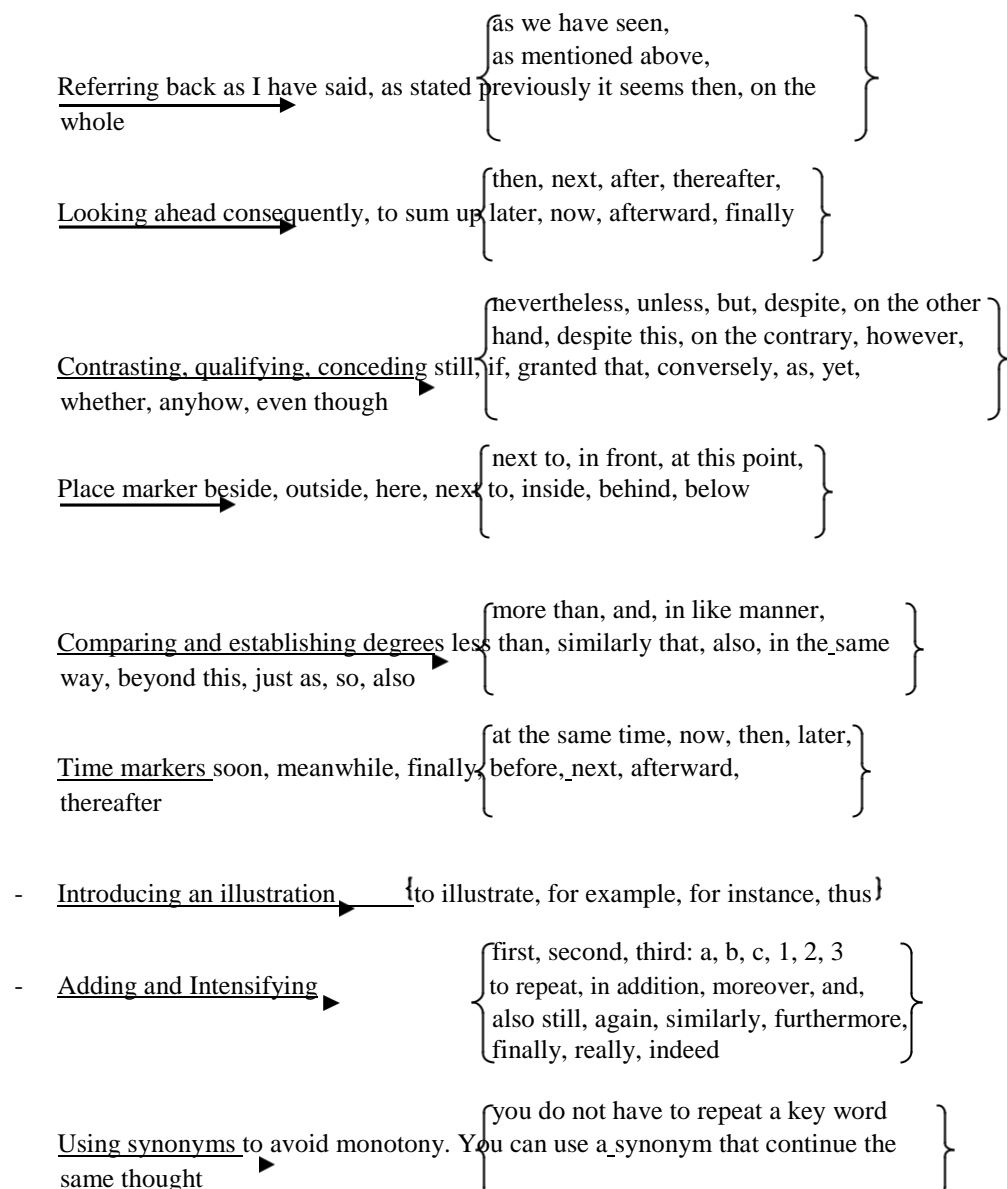 as we have seen,
as mentioned above,
Referring back as I have said, as stated previously it seems then, on the
whole
then, next, after, thereafter,
Looking ahead consequently, to sum up later, now, afterward, finally
nevertheless, unless, but, despite, on the other
hand, despite this, on the contrary, however,
Contrasting, qualifying, conceding still, if, granted that, conversely, as, yet,
whether, anyhow, even though
next to, in front, at this point,
Place marker beside, outside, here, next to, inside, behind, below
more than, and, in like manner,
Comparing and establishing degrees less than, similarly that, also, in the same
way, beyond this, just as, so, also
at the same time, now, then, later,
Time markers soon, meanwhile, finally, before, next, afterward,
thereafter
- Introducing an illustration {to illustrate, for example, for instance, thus}
first, second, third: a, b, c, 1, 2, 3
- Adding and Intensifying to repeat, in addition, moreover, and,
also still, again, similarly, furthermore,
finally, really, indeed
you do not have to repeat a key word
Using synonyms to avoid monotony. You can use a synonym that continue the
same thought